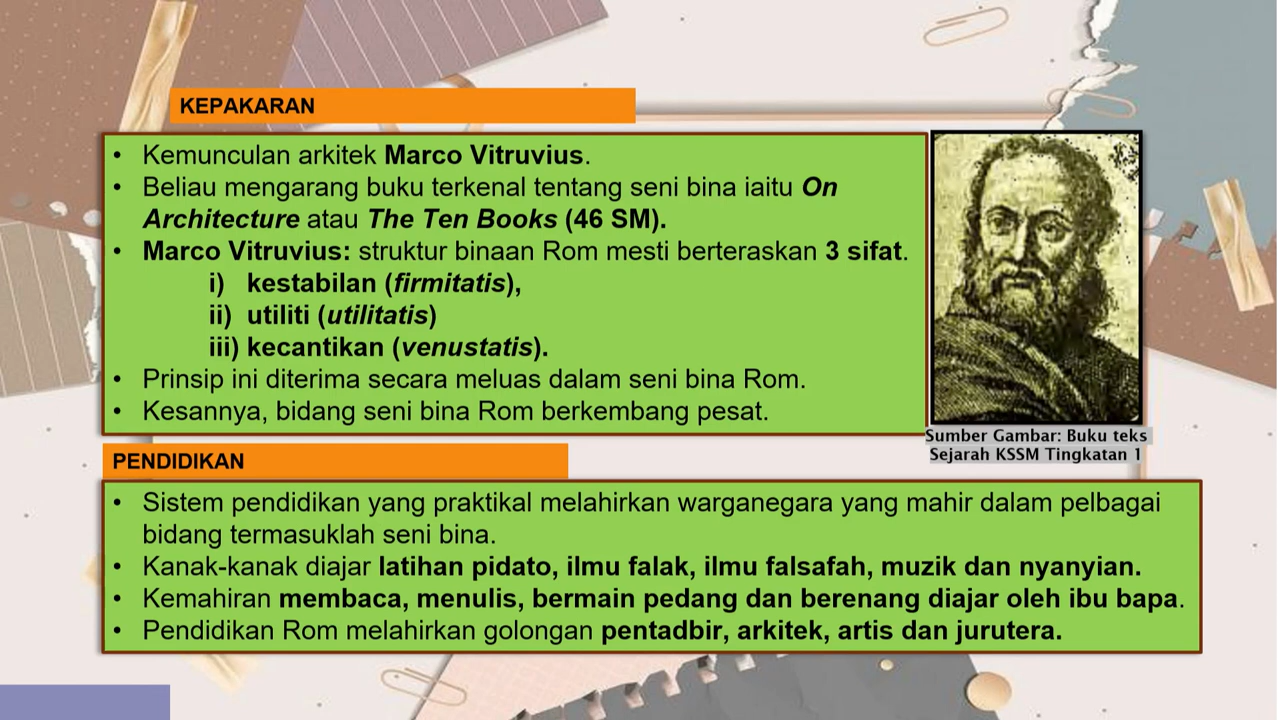 KEPAKARAN
• Kemunculan arkitek Marco Vitruvius.
• Beliau mengarang buku terkenal tentang seni bina iaitu On
Architecture atau The Ten Books (46 SM).
• Marco Vitruvius: struktur binaan Rom mesti berteraskan 3 sifat.
i) kestabilan (firmitatis),
ii) utiliti (utilitatis)
iii) kecantikan (venustatis).
• Prinsip ini diterima secara meluas dalam seni bina Rom.
• Kesannya, bidang seni bina Rom berkembang pesat.
Sumber Gambar: Buku teks
Sejarah KSSM Tingkatan 1
PENDIDIKAN
• Sistem pendidikan yang praktikal melahirkan warganegara yang mahir dalam pelbagai
bidang termasuklah seni bina.
• Kanak-kanak diajar latihan pidato, ilmu falak, ilmu falsafah, muzik dan nyanyian.
• Kemahiran membaca, menulis, bermain pedang dan berenang diajar oleh ibu bapa.
• Pendidikan Rom melahirkan golongan pentadbir, arkitek, artis dan jurutera.